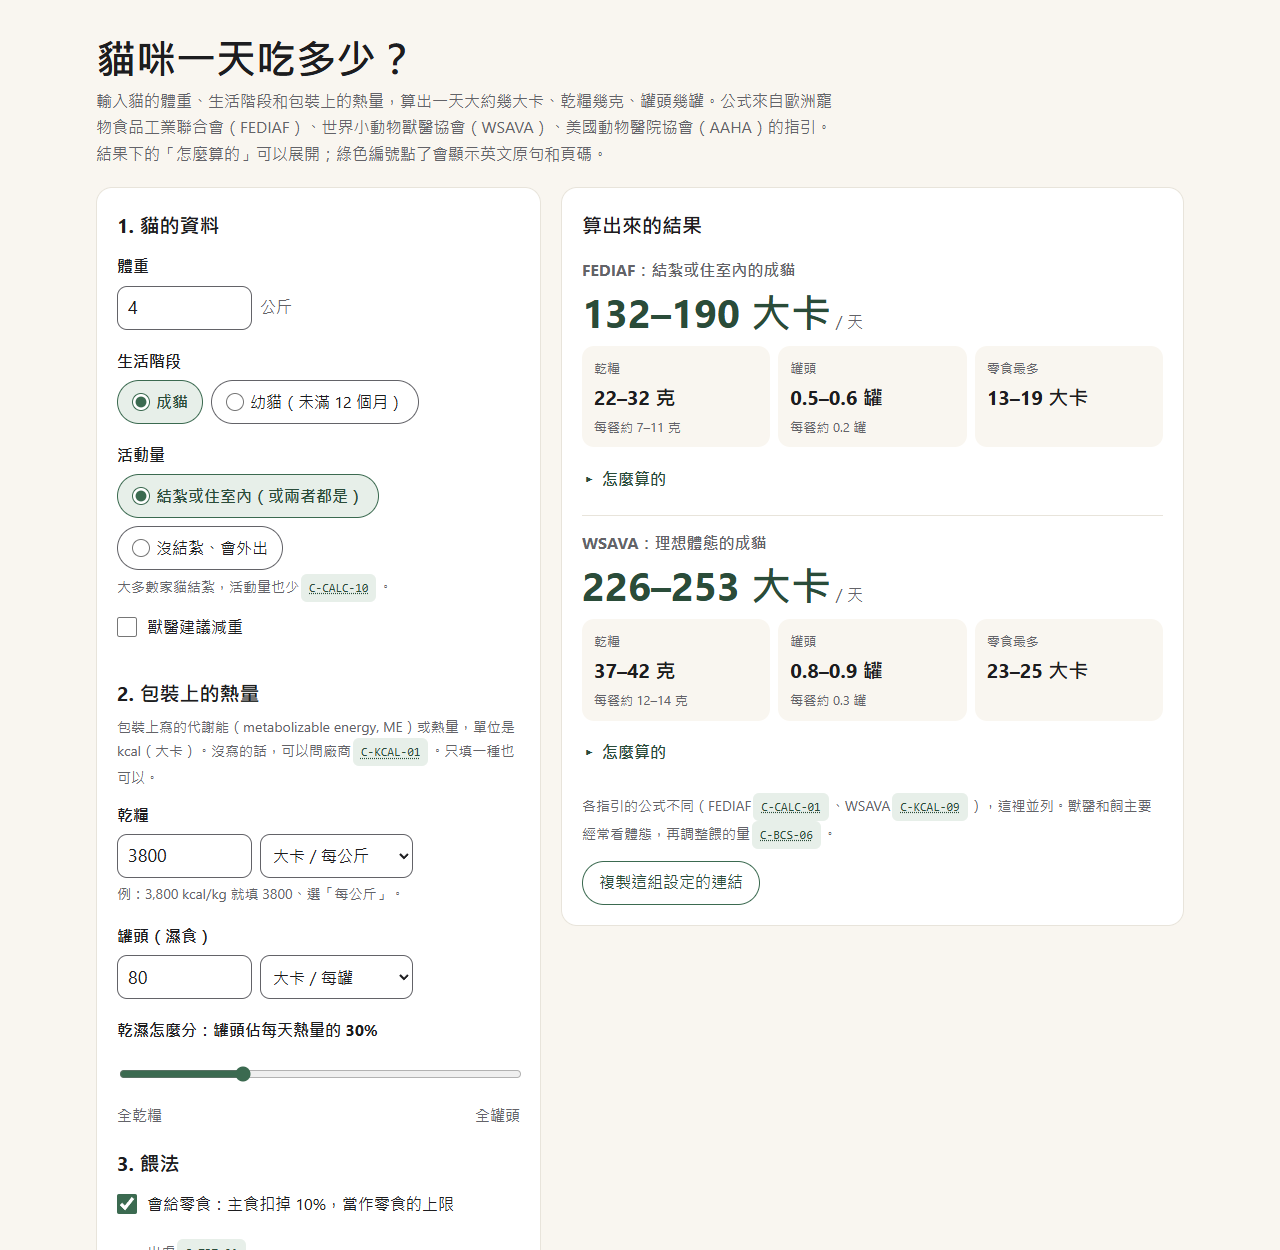 貓咪一天吃多少？
輸入貓的體重、生活階段和包裝上的熱量，算出一天大約幾大卡、乾糧幾克、罐頭幾罐。公式來自歐洲寵
物食品工業聯合會（FEDIAF）、世界小動物獸醫協會（WSAVA）、美國動物醫院協會（AAHA）的指引。
結果下的「怎麼算的」可以展開；綠色編號點了會顯示英文原句和頁碼。
1. 貓的資料
體重
4 公斤
生活階段
成貓 幼貓（未滿 12 個月）
活動量
結紮或住室內（或兩者都是）
沒結紮、會外出
大多數家貓結紮，活動量也少 C-CALC-10 。
獸醫建議減重
2. 包裝上的熱量
包裝上寫的代謝能（metabolizable energy, ME）或熱量，單位是
kcal（大卡）。沒寫的話，可以問廠商 C-KCAL-01 。只填一種也
可以。
乾糧
3800 大卡 / 每公斤
例：3,800 kcal/kg 就填 3800、選「每公斤」。
罐頭（濕食）
80 大卡 / 每罐
乾濕怎麼分：罐頭佔每天熱量的 30%
全乾糧 全罐頭
3. 餵法
會給零食：主食扣掉 10%，當作零食的上限
算出來的結果
FEDIAF：結紮或住室內的成貓
132–190 大卡 / 天
乾糧 罐頭 零食最多
22–32 克 0.5–0.6 罐 13–19 大卡
每餐約 7–11 克 每餐約 0.2 罐
▸ 怎麼算的
WSAVA：理想體態的成貓
226–253 大卡 / 天
乾糧 罐頭 零食最多
37–42 克 0.8–0.9 罐 23–25 大卡
每餐約 12–14 克 每餐約 0.3 罐
▸ 怎麼算的
各指引的公式不同（FEDIAF C-CALC-01 、WSAVA C-KCAL-09 ），這裡並列。獸醫和飼主要
經常看體態，再調整餵的量 C-BCS-06 。
複製這組設定的連結